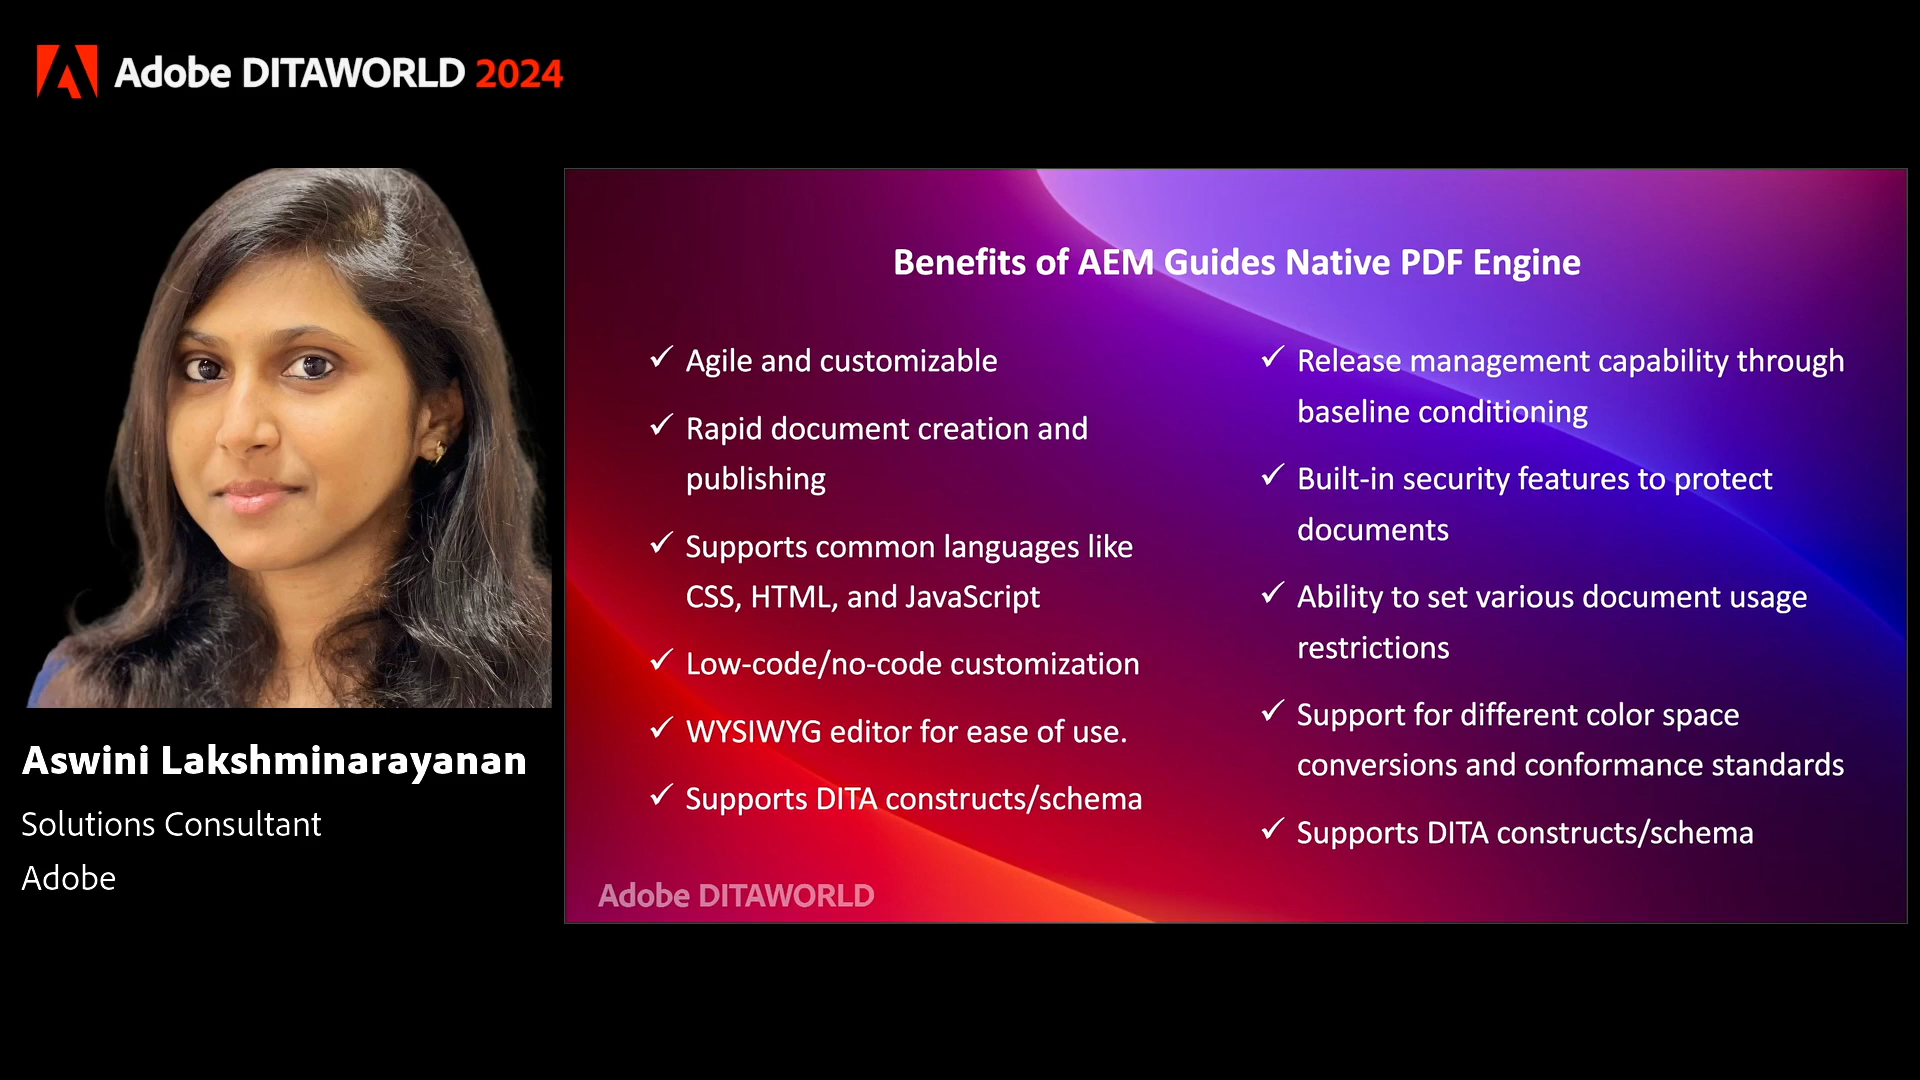 Adobe DITAWORLD 2024
Aswini Lakshminarayanan
Solutions Consultant
Adobe
Benefits of AEM Guides Native PDF Engine
✓ Agile and customizable
✓ Rapid document creation and
publishing
✓ Supports common languages like
CSS, HTML, and JavaScript
✓ Low-code/no-code customization
✓ WYSIWYG editor for ease of use.
✓ Supports DITA constructs/schema
✓ Release management capability through
baseline conditioning
✓ Built-in security features to protect
documents
✓ Ability to set various document usage
restrictions
✓ Support for different color space
conversions and conformance standards
✓ Supports DITA constructs/schema
Adobe DITAWORLD